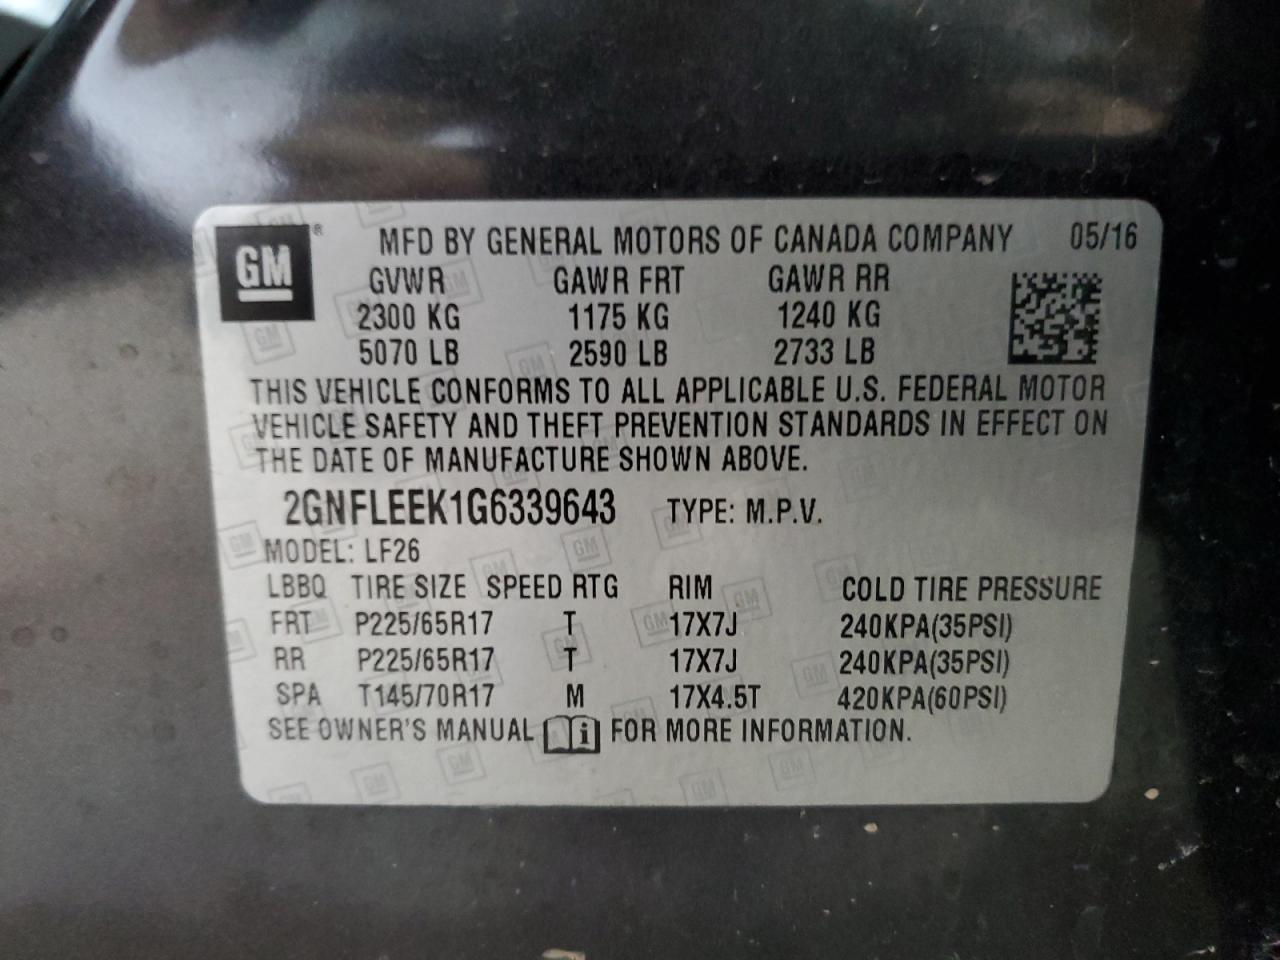 GM ® MFD BY GENERAL MOTORS OF CANADA COMPANY 05/16
GVWR GAWR FRT GAWR RR
2300 KG 1175 KG 1240 KG
5070 LB 2590 LB 2733 LB
THIS VEHICLE CONFORMS TO ALL APPLICABLE U.S. FEDERAL MOTOR
VEHICLE SAFETY AND THEFT PREVENTION STANDARDS IN EFFECT ON
THE DATE OF MANUFACTURE SHOWN ABOVE.
2GNFLEEK1G6339643 TYPE: M.P.V.
MODEL: LF26
LBBQ TIRE SIZE SPEED RTG RIM COLD TIRE PRESSURE
FRT P225/65R17 T 17X7J 240KPA(35PSI)
RR P225/65R17 T 17X7J 240KPA(35PSI)
SPA T145/70R17 M 17X4.5T 420KPA(60PSI)
SEE OWNER'S MANUAL i FOR MORE INFORMATION.